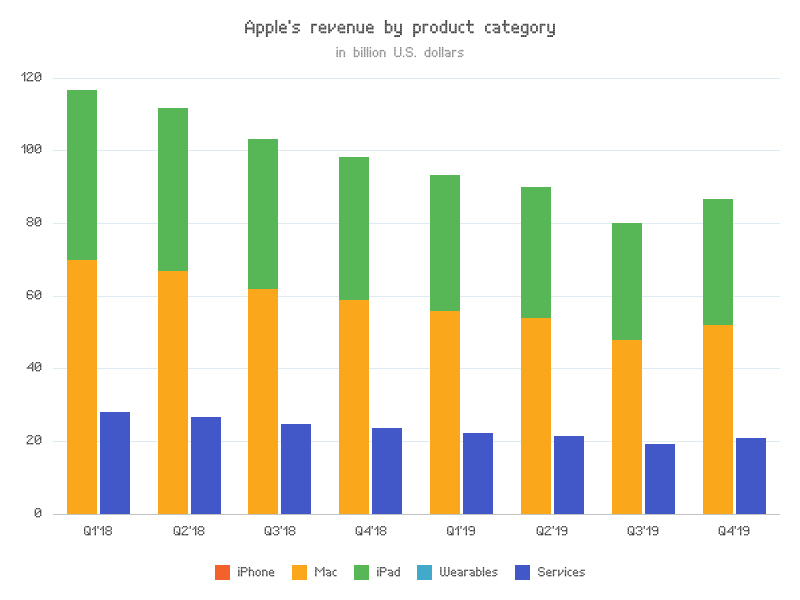 Apple's revenue by product category
in billion U.S. dollars
120
100
80
60
40
20
0
Q1'18 Q2'18 Q3'18 Q4'18 Q1'19 Q2'19 Q3'19 Q4'19
iPhone Mac iPad Wearables Services